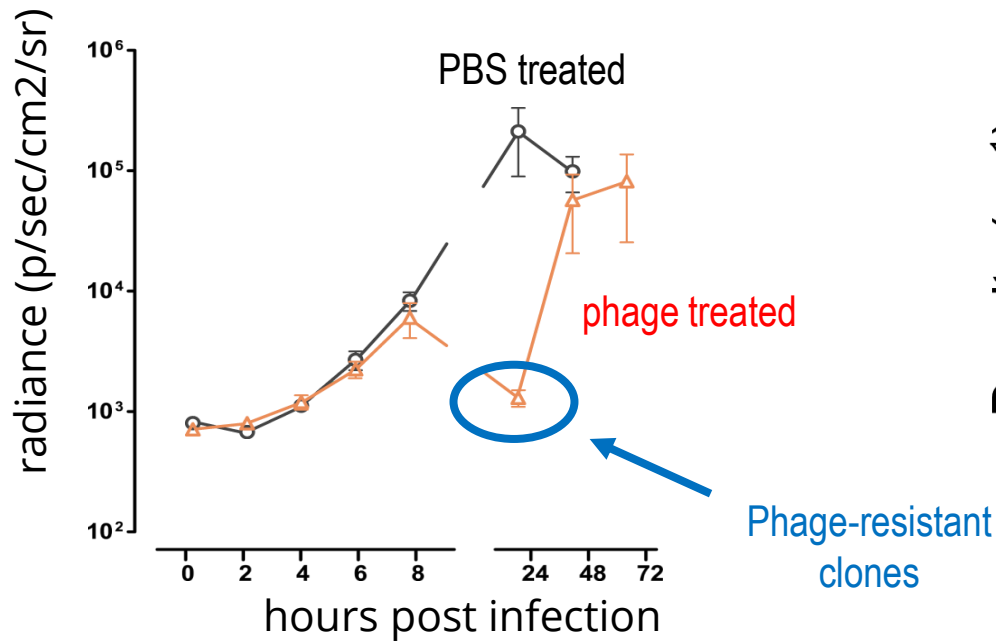 radiance (p/sec/cm2/sr)
10⁶
10⁵
10⁴
10³
10²
PBS treated
phage treated
Phage-resistant
clones
0 2 4 6 8 24 48 72
hours post infection